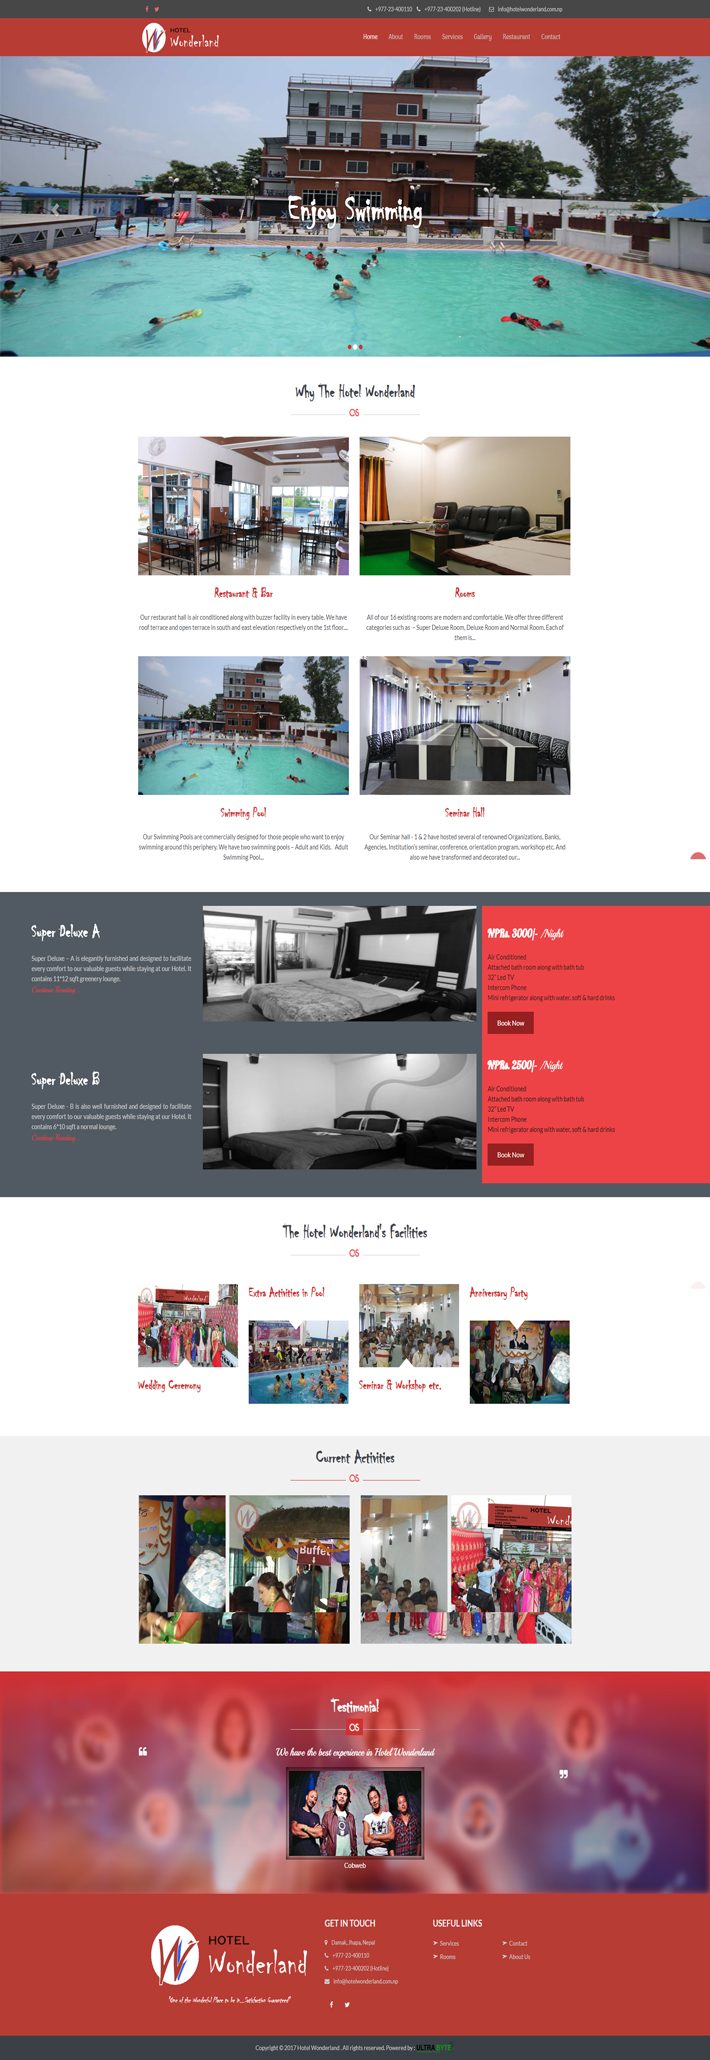 +977-23-400110 +977-23-400202 (Hotline) Info@hotelwonderland.com.np
HOTEL
Wonderland
Home About Rooms Services Gallery Restaurant Contact
Enjoy Swimming
Why The Hotel Wonderland
Restaurant & Bar
Our restaurant hall is air conditioned along with buzzer facility in every table. We have
roof terrace and open terrace in south and east elevation respectively on the 1st floor...
Rooms
All of our 16 existing rooms are modern and comfortable. We offer three different
categories such as - Super Deluxe Room, Deluxe Room and Normal Room. Each of
them is...
Swimming Pool
Our Swimming Pools are commercially designed for those people who want to enjoy
swimming around this periphery. We have two swimming pools – Adult and Kids. Adult
Swimming Pool...
Seminar Hall
Our Seminar hall - 1 & 2 have hosted several of renowned Organizations, Banks,
Agencies, Institution's seminar, conference, orientation program, workshop etc. And
also we have transformed and decorated our...
Super Deluxe A
Super Deluxe – A is elegantly furnished and designed to facilitate
every comfort to our valuable guests while staying at our Hotel. It
contains 11*12 sqft greenery lounge.
Continue Reading...
NPRs. 3000/- /Night
Air Conditioned
Attached bath room along with bath tub
32" Led TV
Intercom Phone
Mini refrigerator along with water, soft & hard drinks
Book Now
Super Deluxe B
Super Deluxe - B is also well furnished and designed to facilitate
every comfort to our valuable guests while staying at our Hotel. It
contains 6*10 sqft a normal lounge.
Continue Reading...
NPRs. 2500/- /Night
Air Conditioned
Attached bath room along with bath tub
32" Led TV
Intercom Phone
Mini refrigerator along with water, soft & hard drinks
Book Now
The Hotel Wonderland's Facilities
Wedding Ceremony
Extra Activities in Pool
Seminar & Workshop etc.
Anniversary Party
Current Activities
Buffet
HOTEL
Testimonial
We have the best experience in Hotel Wonderland
Cobweb
HOTEL
Wonderland
"One of the Wonderful Place to be in....Satisfaction Guaranteed"
GET IN TOUCH
Damak, Jhapa, Nepal
+977-23-400110
+977-23-400202 (Hotline)
Info@hotelwonderland.com.np
USEFUL LINKS
Services
Contact
Rooms
About Us
Copyright © 2017 Hotel Wonderland . All rights reserved. Powered by : ULTRABYTE